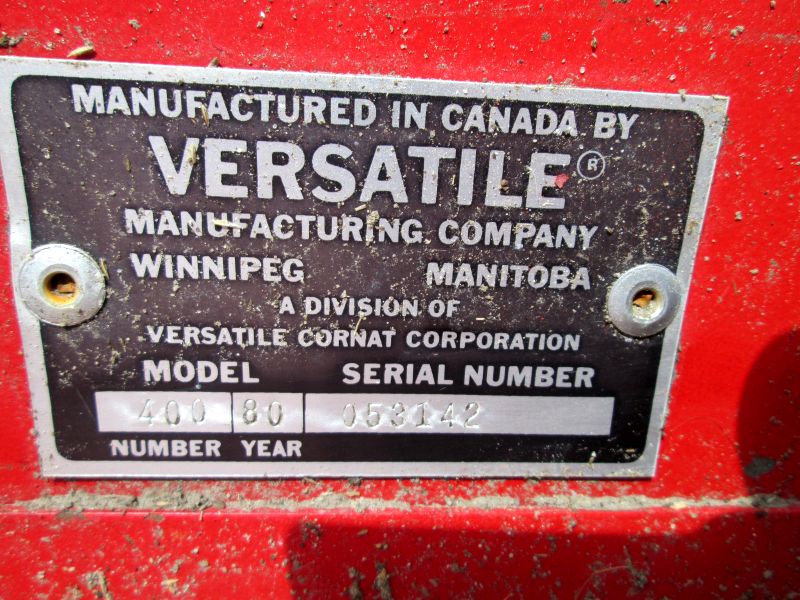 MANUFACTURED IN CANADA BY
VERSATILE ®
MANUFACTURING COMPANY
WINNIPEG MANITOBA
A DIVISION OF
VERSATILE CORNAT CORPORATION
MODEL SERIAL NUMBER
400 80 053142
NUMBER YEAR